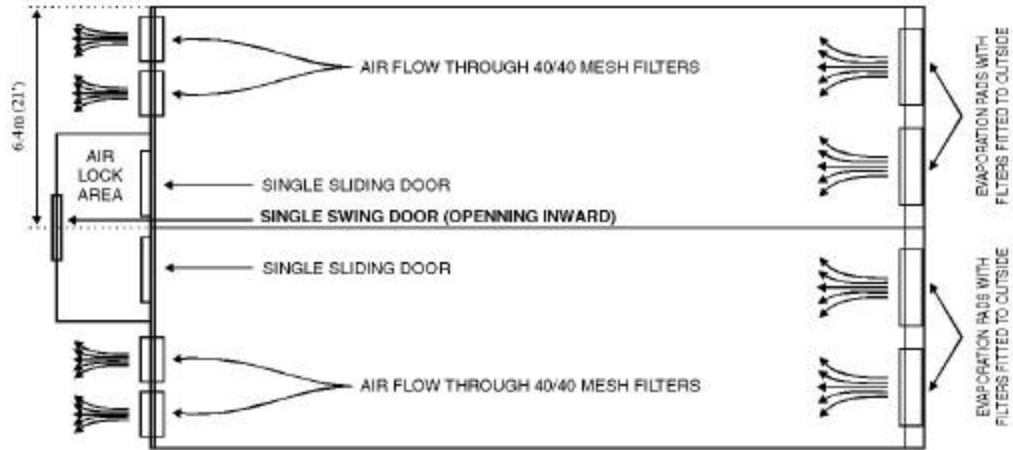 AIR FLOW THROUGH 40/40 MESH FILTERS
6.4m (21')
AIR
LOCK
AREA
SINGLE SLIDING DOOR
SINGLE SWING DOOR (OPENNING INWARD)
SINGLE SLIDING DOOR
AIR FLOW THROUGH 40/40 MESH FILTERS
EVAPORATION PADS WITH
FILTERS FITTED TO OUTSIDE
EVAPORATION PADS WITH
FILTERS FITTED TO OUTSIDE